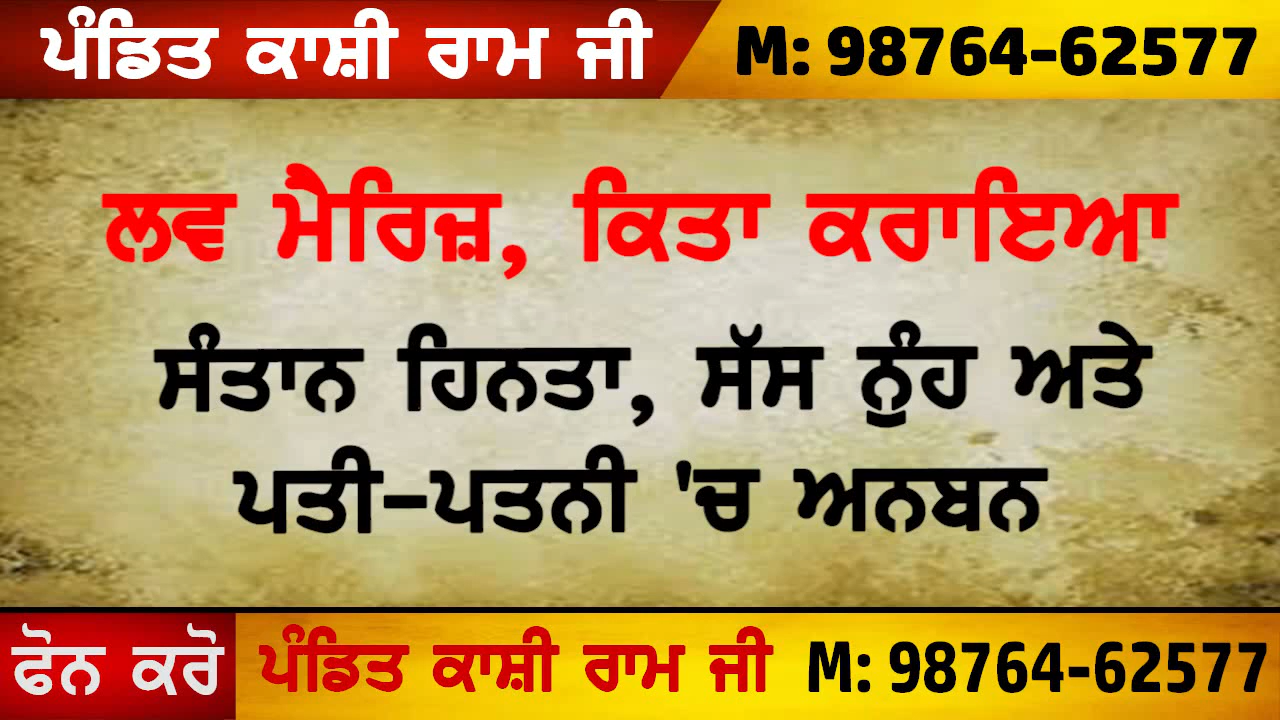 ਪੰਡਿਤ ਕਾਸ਼ੀ ਰਾਮ ਜੀ M: 98764-62577
ਲਵ ਮੈਰਿਜ਼, ਕਿਤਾ ਕਰਾਇਆ
ਸੰਤਾਨ ਹਿਨਤਾ, ਸੱਸ ਨੂੰਹ ਅਤੇ
ਪਤੀ-ਪਤਨੀ 'ਚ ਅਨਬਨ
ਫੋਨ ਕਰੋ ਪੰਡਿਤ ਕਾਸ਼ੀ ਰਾਮ ਜੀ M: 98764-62577